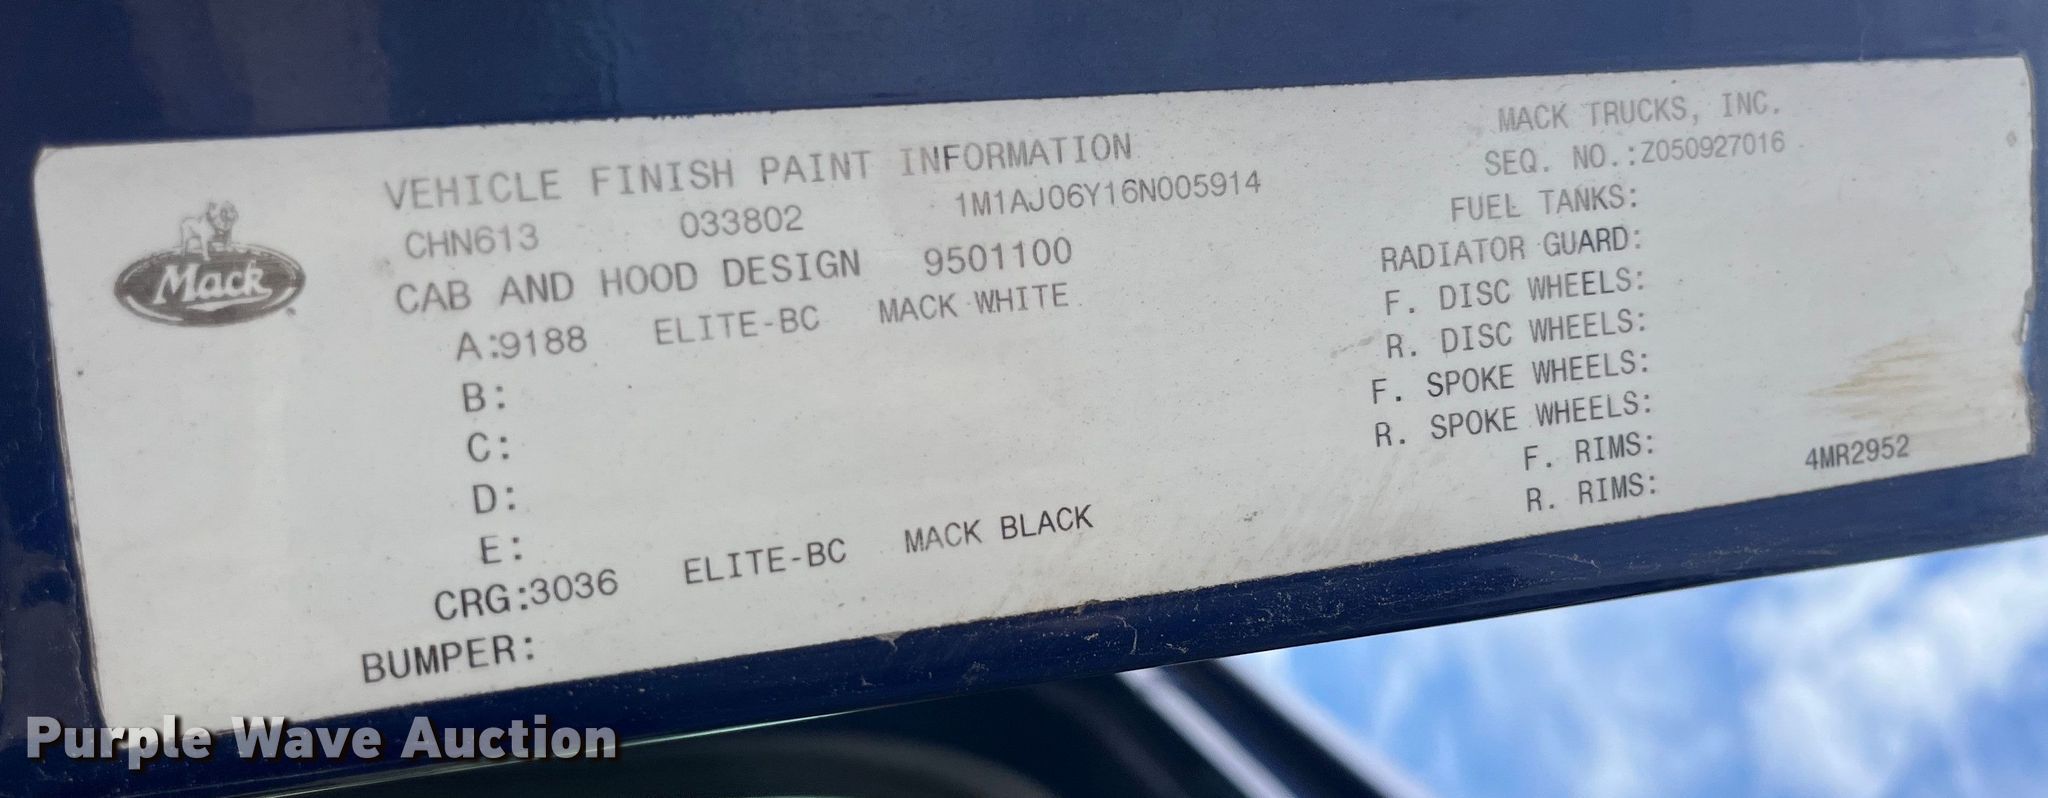 Mack
VEHICLE FINISH PAINT INFORMATION
CHN613 033802 1M1AJ06Y16N005914
CAB AND HOOD DESIGN 9501100
A:9188 ELITE-BC MACK WHITE
B:
C:
D:
E:
CRG:3036 ELITE-BC MACK BLACK
BUMPER:
MACK TRUCKS, INC.
SEQ. NO.:Z050927016
FUEL TANKS:
RADIATOR GUARD:
F. DISC WHEELS:
R. DISC WHEELS:
F. SPOKE WHEELS:
R. SPOKE WHEELS:
F. RIMS:
R. RIMS:
4MR2952
Purple Wave Auction